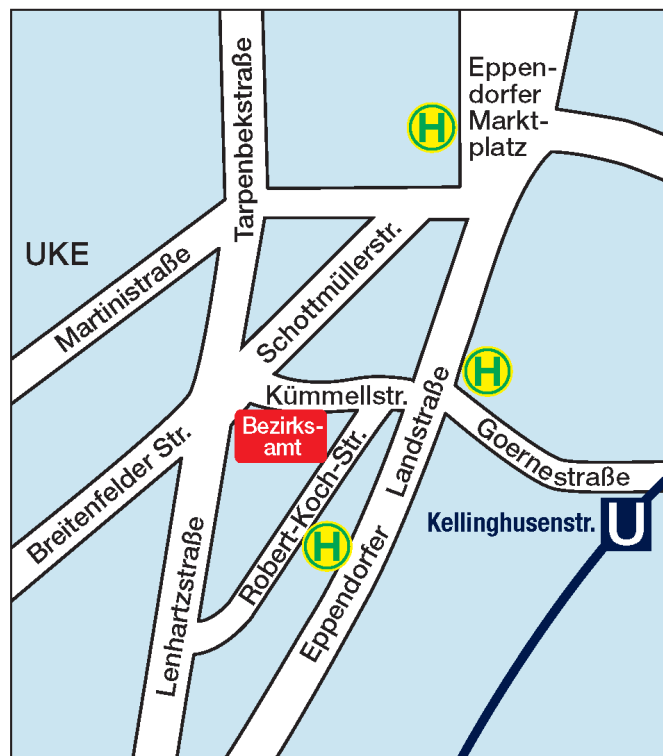 Eppen-
dorfer
Markt-
platz
H
Tarpenbekstraße
UKE
Martinistraße
Schottmüllerstr.
H
Kümmellstr.
Bezirks-
amt
Landstraße
Goernestraße
Breitenfelder Str.
Robert-Koch-Str.
Kellinghusenstr.
U
H
Eppendorfer
Lenhartzstraße